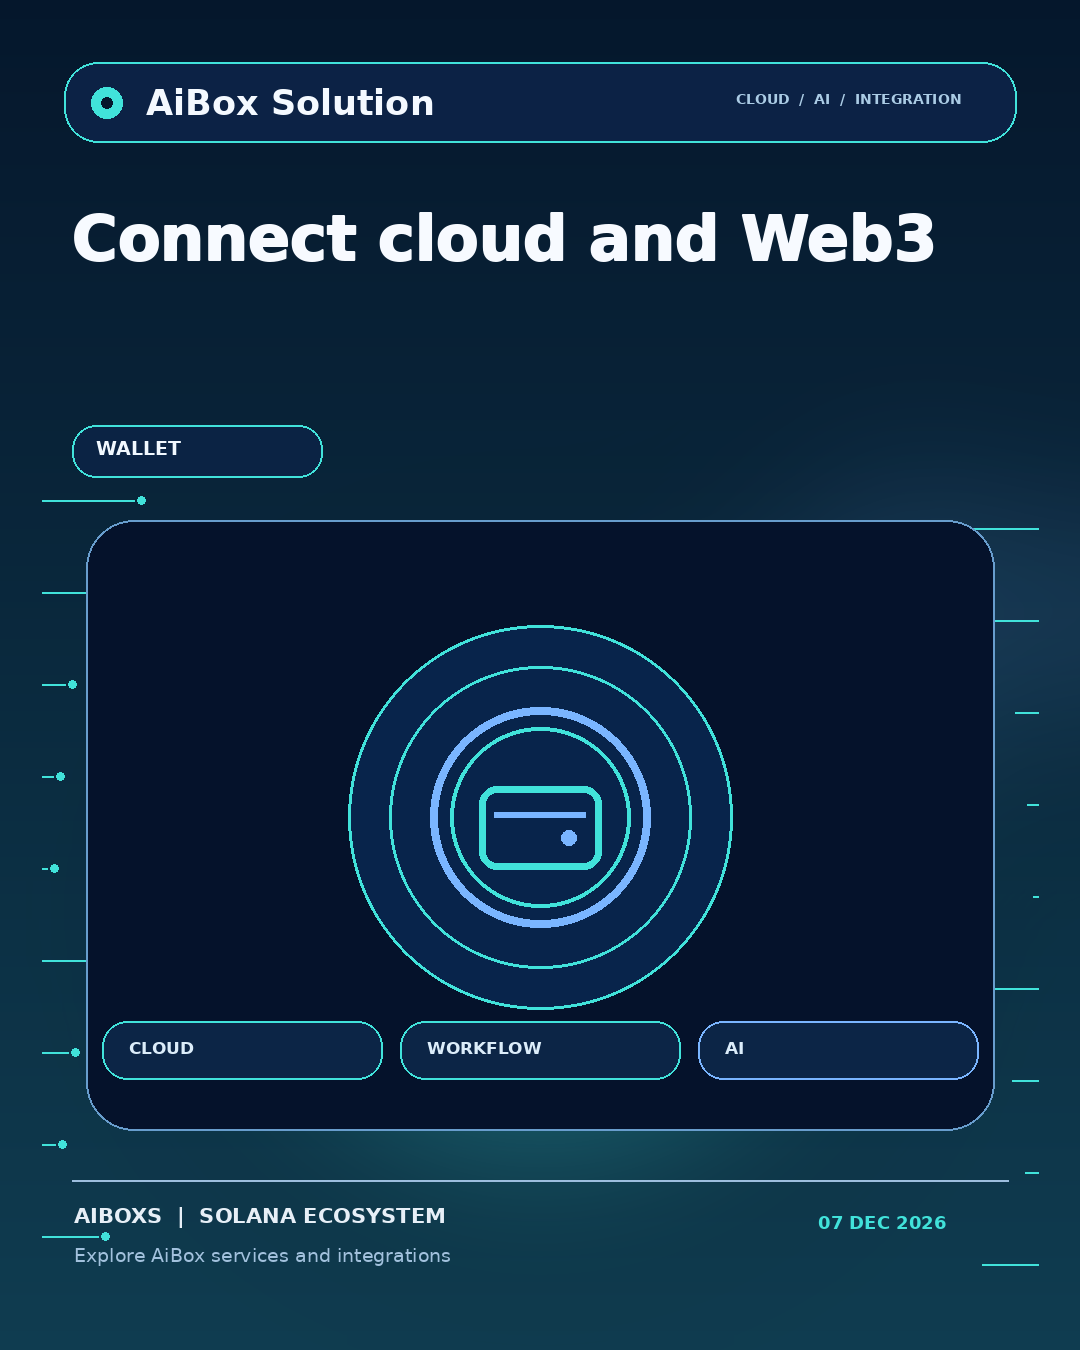 AiBox Solution
CLOUD / AI / INTEGRATION
Connect cloud and Web3
WALLET
CLOUD
WORKFLOW
AI
AIBOXS | SOLANA ECOSYSTEM
07 DEC 2026
Explore AiBox services and integrations